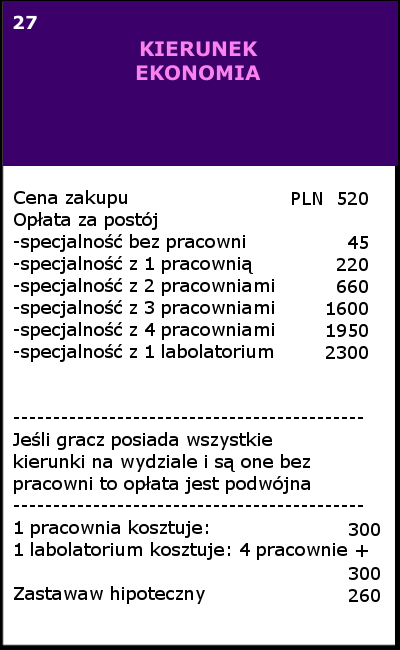 27
KIERUNEK
EKONOMIA
Cena zakupu PLN 520
Opłata za postój
-specjalność bez pracowni 45
-specjalność z 1 pracownią 220
-specjalność z 2 pracowniami 660
-specjalność z 3 pracowniami 1600
-specjalność z 4 pracowniami 1950
-specjalność z 1 labolatorium 2300
--------------------------------------------
Jeśli gracz posiada wszystkie
kierunki na wydziale i są one bez
pracowni to opłata jest podwójna
--------------------------------------------
1 pracownia kosztuje: 300
1 labolatorium kosztuje: 4 pracownie +
300
Zastawaw hipoteczny 260